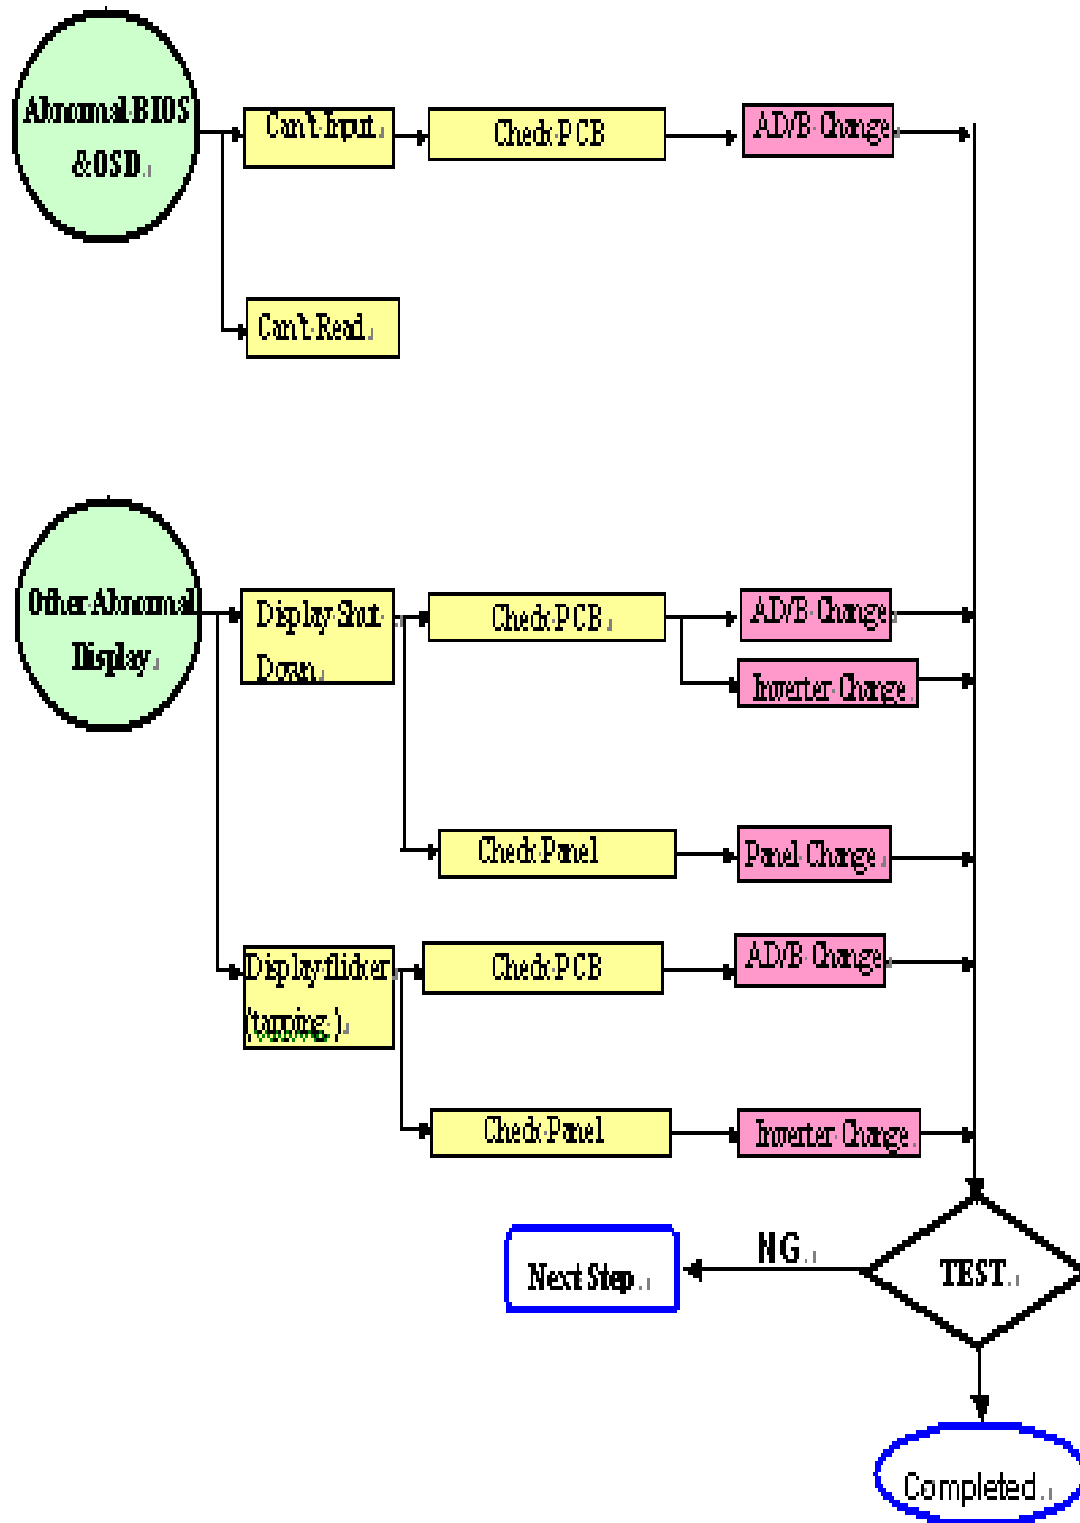 Abnormal BIOS
&OSD
Can't Input
Check PCB
AD/B Change
Can't Read
Other Abnormal
Display
Display Shut
Down
Check PCB
AD/B Change
Inverter Change
Check Panel
Panel Change
Display flicker
(tapping )
Check PCB
AD/B Change
Check Panel
Inverter Change
Next Step
NG
TEST
Completed